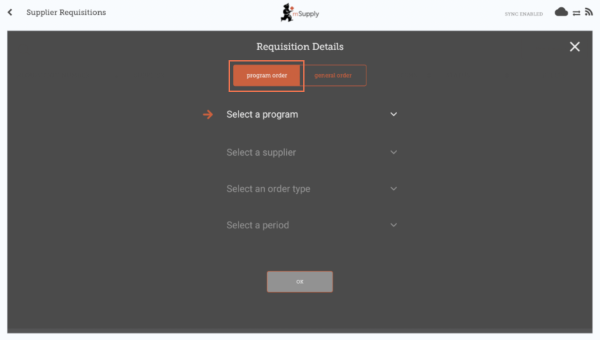 Supplier Requisitions
mSupply
SYNC ENABLED
Requisition Details
program order
general order
Select a program
Select a supplier
Select an order type
Select a period
OK